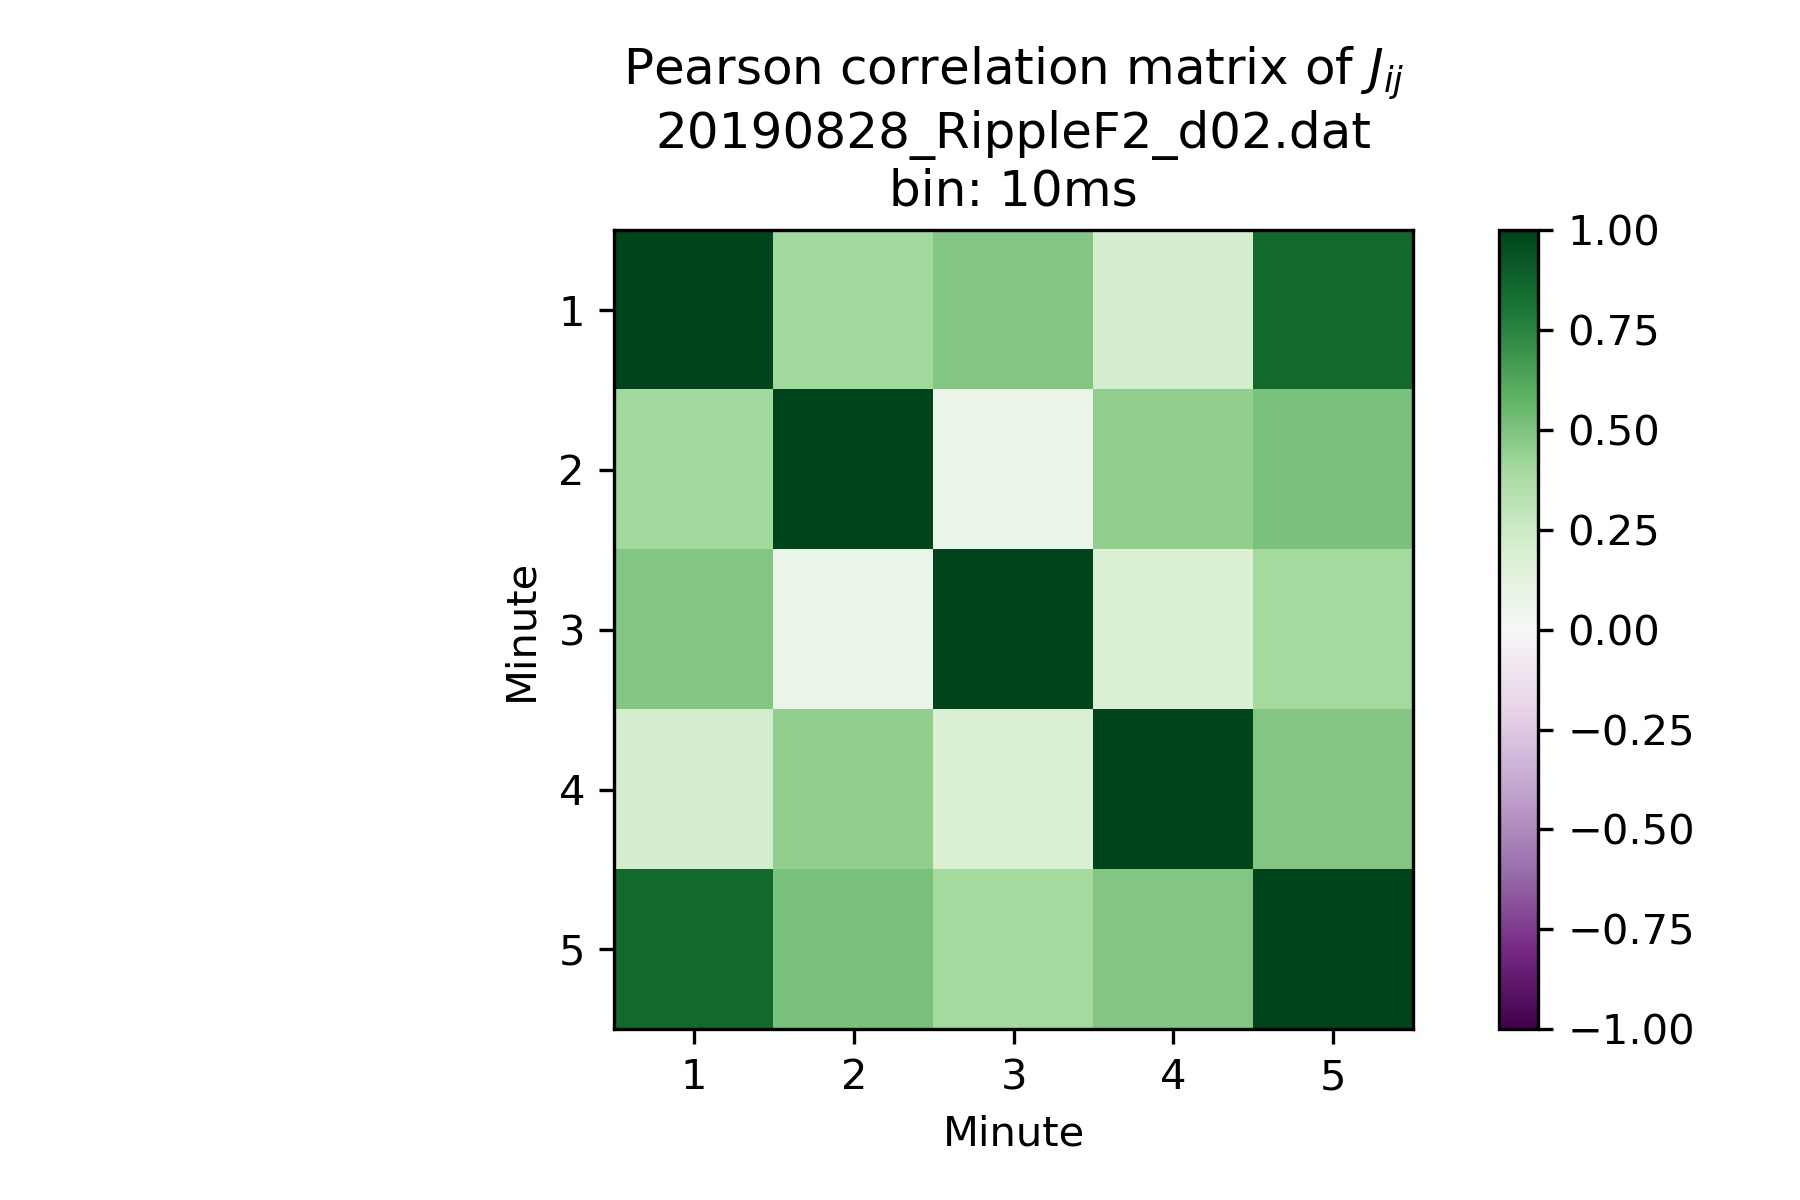 Pearson correlation matrix of J_ij
20190828_RippleF2_d02.dat
bin: 10ms
1
2
3
4
5
Minute
1 2 3 4 5
Minute
1.00
0.75
0.50
0.25
0.00
−0.25
−0.50
−0.75
−1.00